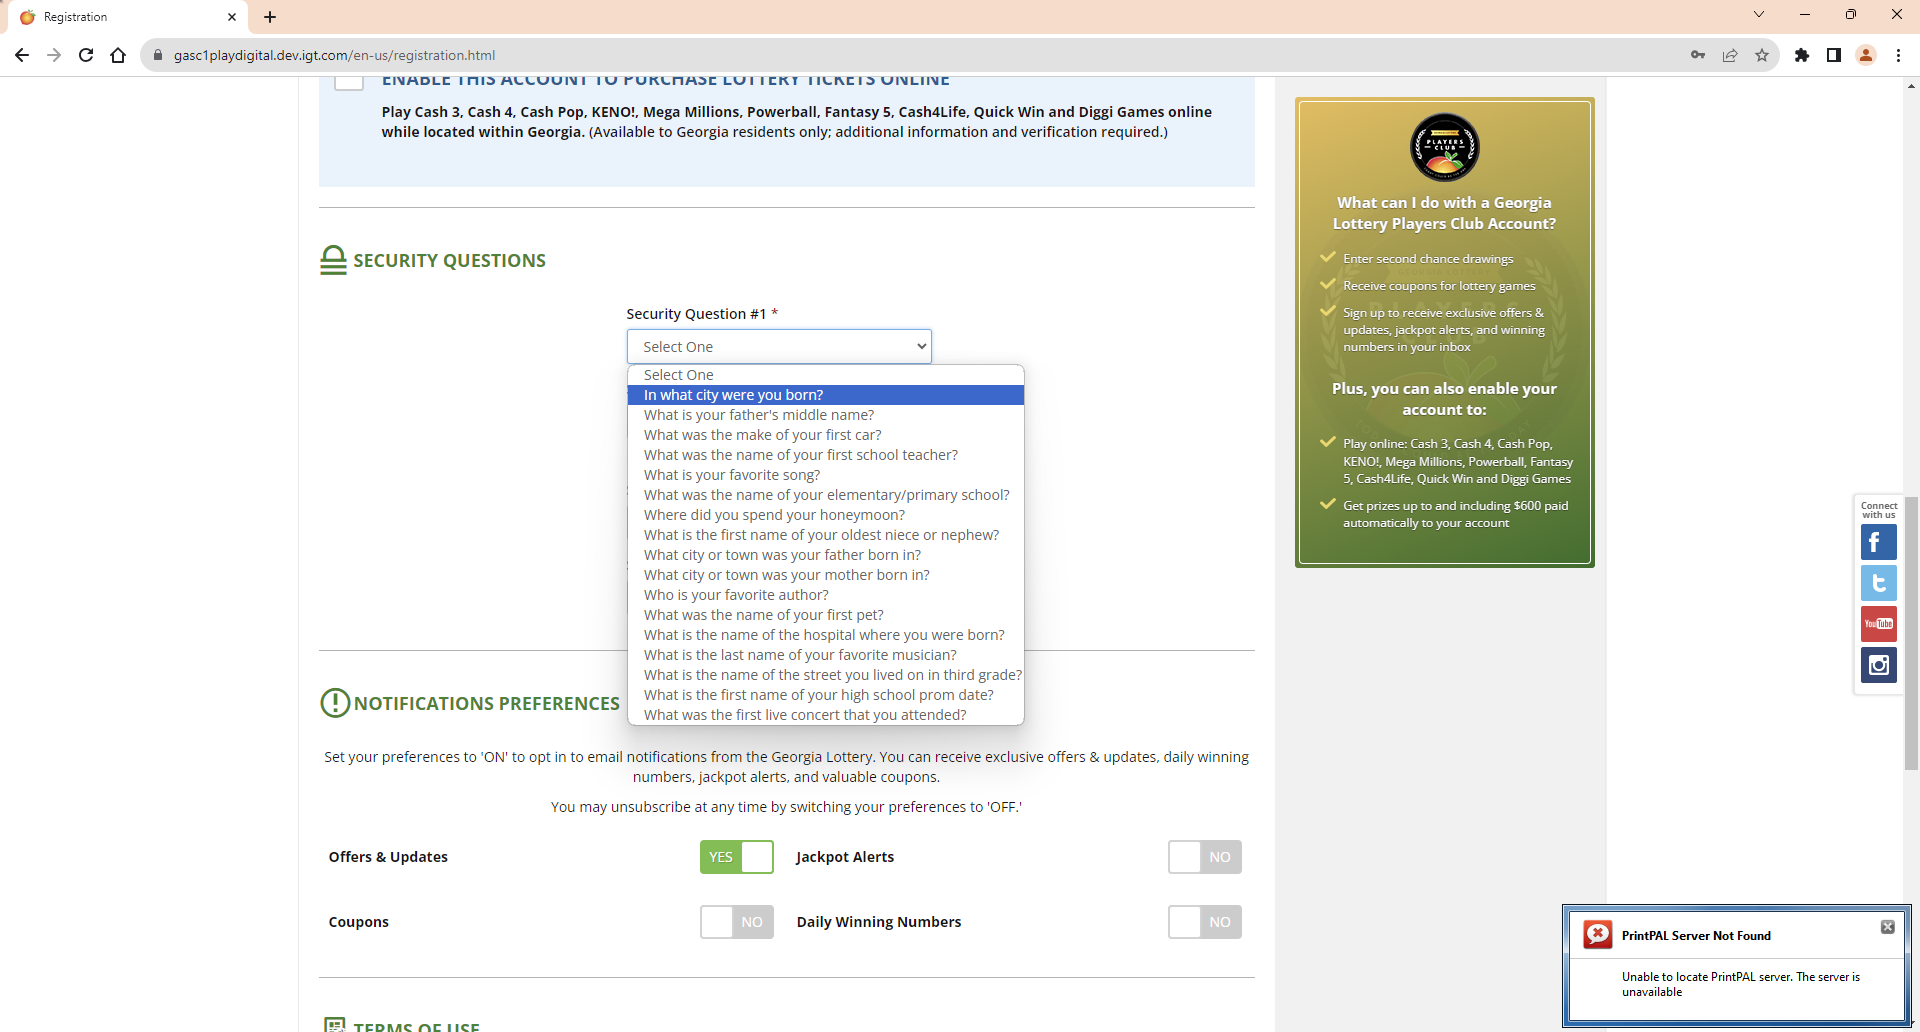 Registration
gasc1playdigital.dev.igt.com/en-us/registration.html
ENABLE THIS ACCOUNT TO PURCHASE LOTTERY TICKETS ONLINE
Play Cash 3, Cash 4, Cash Pop, KENO!, Mega Millions, Powerball, Fantasy 5, Cash4Life, Quick Win and Diggi Games online
while located within Georgia. (Available to Georgia residents only; additional information and verification required.)
SECURITY QUESTIONS
Security Question #1 *
Select One
Select One
In what city were you born?
What is your father's middle name?
What was the make of your first car?
What was the name of your first school teacher?
What is your favorite song?
What was the name of your elementary/primary school?
Where did you spend your honeymoon?
What is the first name of your oldest niece or nephew?
What city or town was your father born in?
What city or town was your mother born in?
Who is your favorite author?
What was the name of your first pet?
What is the name of the hospital where you were born?
What is the last name of your favorite musician?
What is the name of the street you lived on in third grade?
What is the first name of your high school prom date?
What was the first live concert that you attended?
NOTIFICATIONS PREFERENCES
Set your preferences to 'ON' to opt in to email notifications from the Georgia Lottery. You can receive exclusive offers & updates, daily winning
numbers, jackpot alerts, and valuable coupons.
You may unsubscribe at any time by switching your preferences to 'OFF.'
Offers & Updates
YES
Jackpot Alerts
NO
Coupons
NO
Daily Winning Numbers
NO
TERMS OF USE
PLAYERS
CLUB
What can I do with a Georgia
Lottery Players Club Account?
Enter second chance drawings
Receive coupons for lottery games
Sign up to receive exclusive offers &
updates, jackpot alerts, and winning
numbers in your inbox
Plus, you can also enable your
account to:
Play online: Cash 3, Cash 4, Cash Pop,
KENO!, Mega Millions, Powerball, Fantasy
5, Cash4Life, Quick Win and Diggi Games
Get prizes up to and including $600 paid
automatically to your account
Connect
with us
YouTube
PrintPAL Server Not Found
Unable to locate PrintPAL server. The server is
unavailable